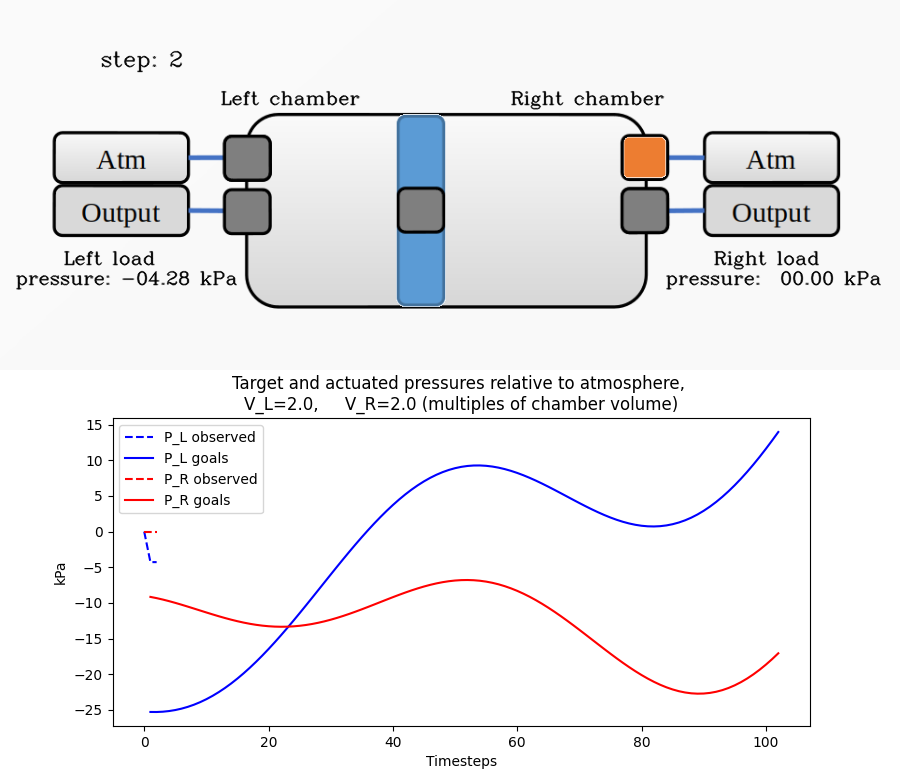 step: 2
Left chamber
Right chamber
Atm
Output
Atm
Output
Left load
pressure: -04.28 kPa
Right load
pressure:  00.00 kPa
Target and actuated pressures relative to atmosphere,
V_L=2.0,     V_R=2.0 (multiples of chamber volume)
P_L observed
P_L goals
P_R observed
P_R goals
kPa
15
10
5
0
−5
−10
−15
−20
−25
0 20 40 60 80 100
Timesteps